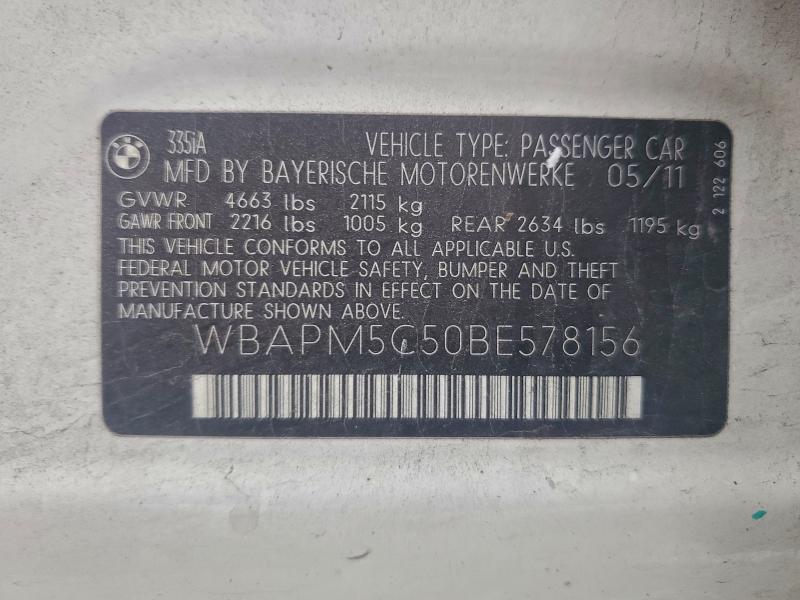 335iA VEHICLE TYPE: PASSENGER CAR
MFD BY BAYERISCHE MOTORENWERKE 05/11
GVWR 4663 lbs 2115 kg
GAWR FRONT 2216 lbs 1005 kg REAR 2634 lbs 1195 kg
THIS VEHICLE CONFORMS TO ALL APPLICABLE U.S.
FEDERAL MOTOR VEHICLE SAFETY, BUMPER AND THEFT
PREVENTION STANDARDS IN EFFECT ON THE DATE OF
MANUFACTURE SHOWN ABOVE.
WBAPM5C50BE578156
2 122 606